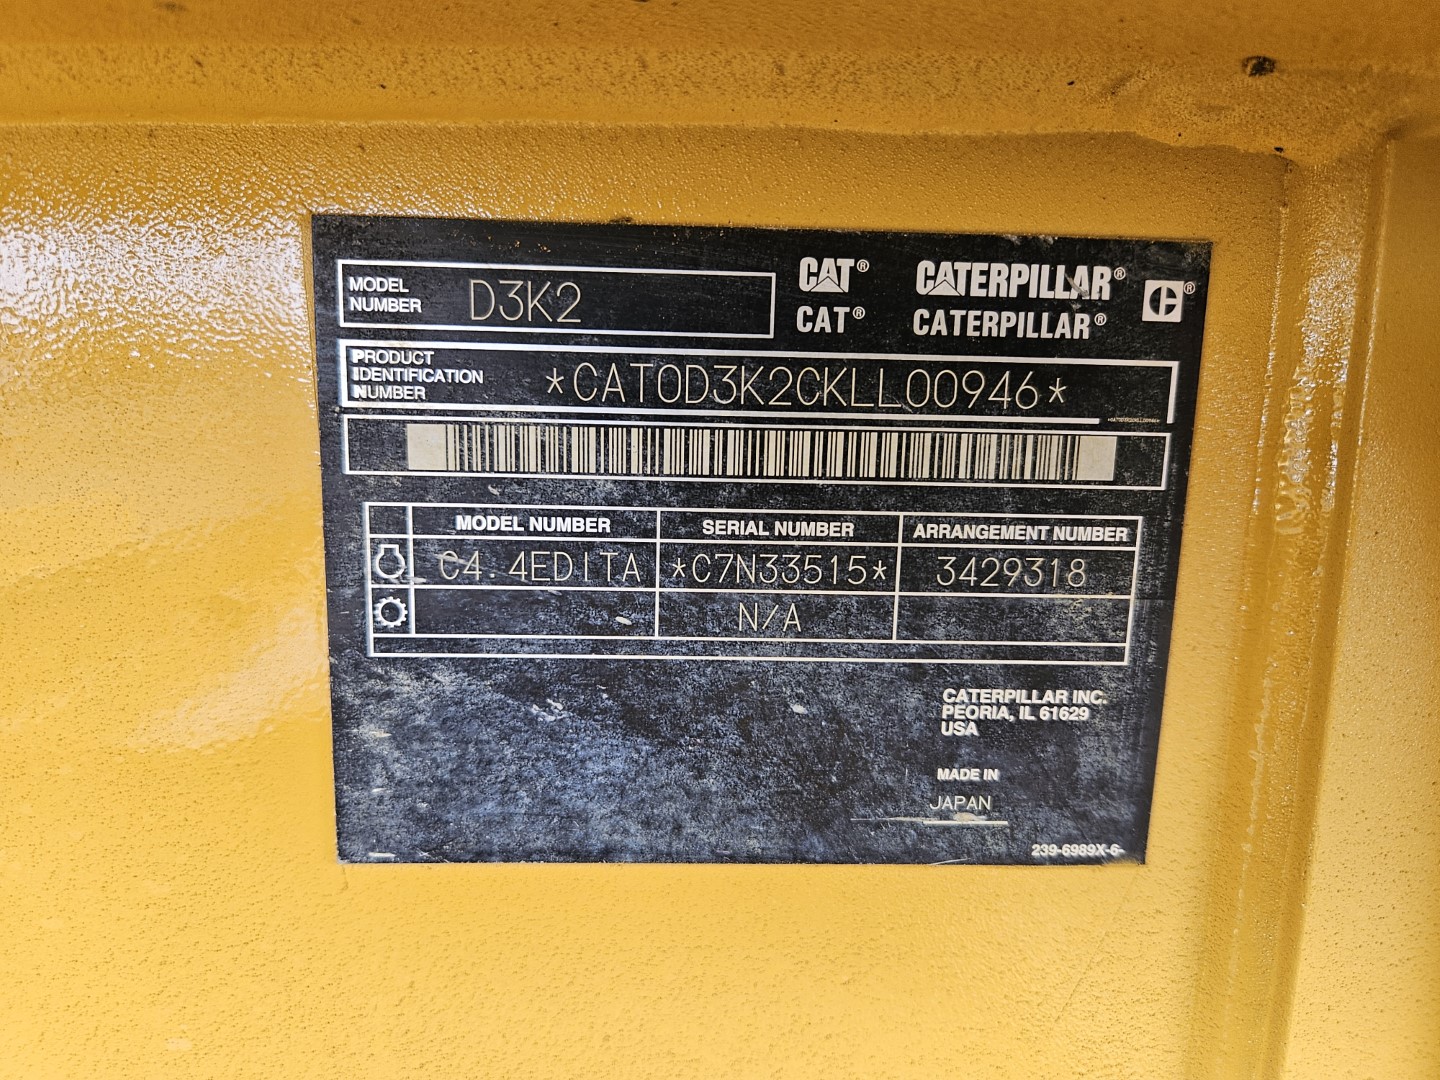 MODEL NUMBER D3K2
CAT® CATERPILLAR®
CAT® CATERPILLAR®
PRODUCT
IDENTIFICATION
NUMBER
*CAT0D3K2CKLL00946*
MODEL NUMBER SERIAL NUMBER ARRANGEMENT NUMBER
C4.4EDITA *C7N33515* 3429318
N/A
CATERPILLAR INC.
PEORIA, IL 61629
USA
MADE IN
JAPAN
239-6989X-6